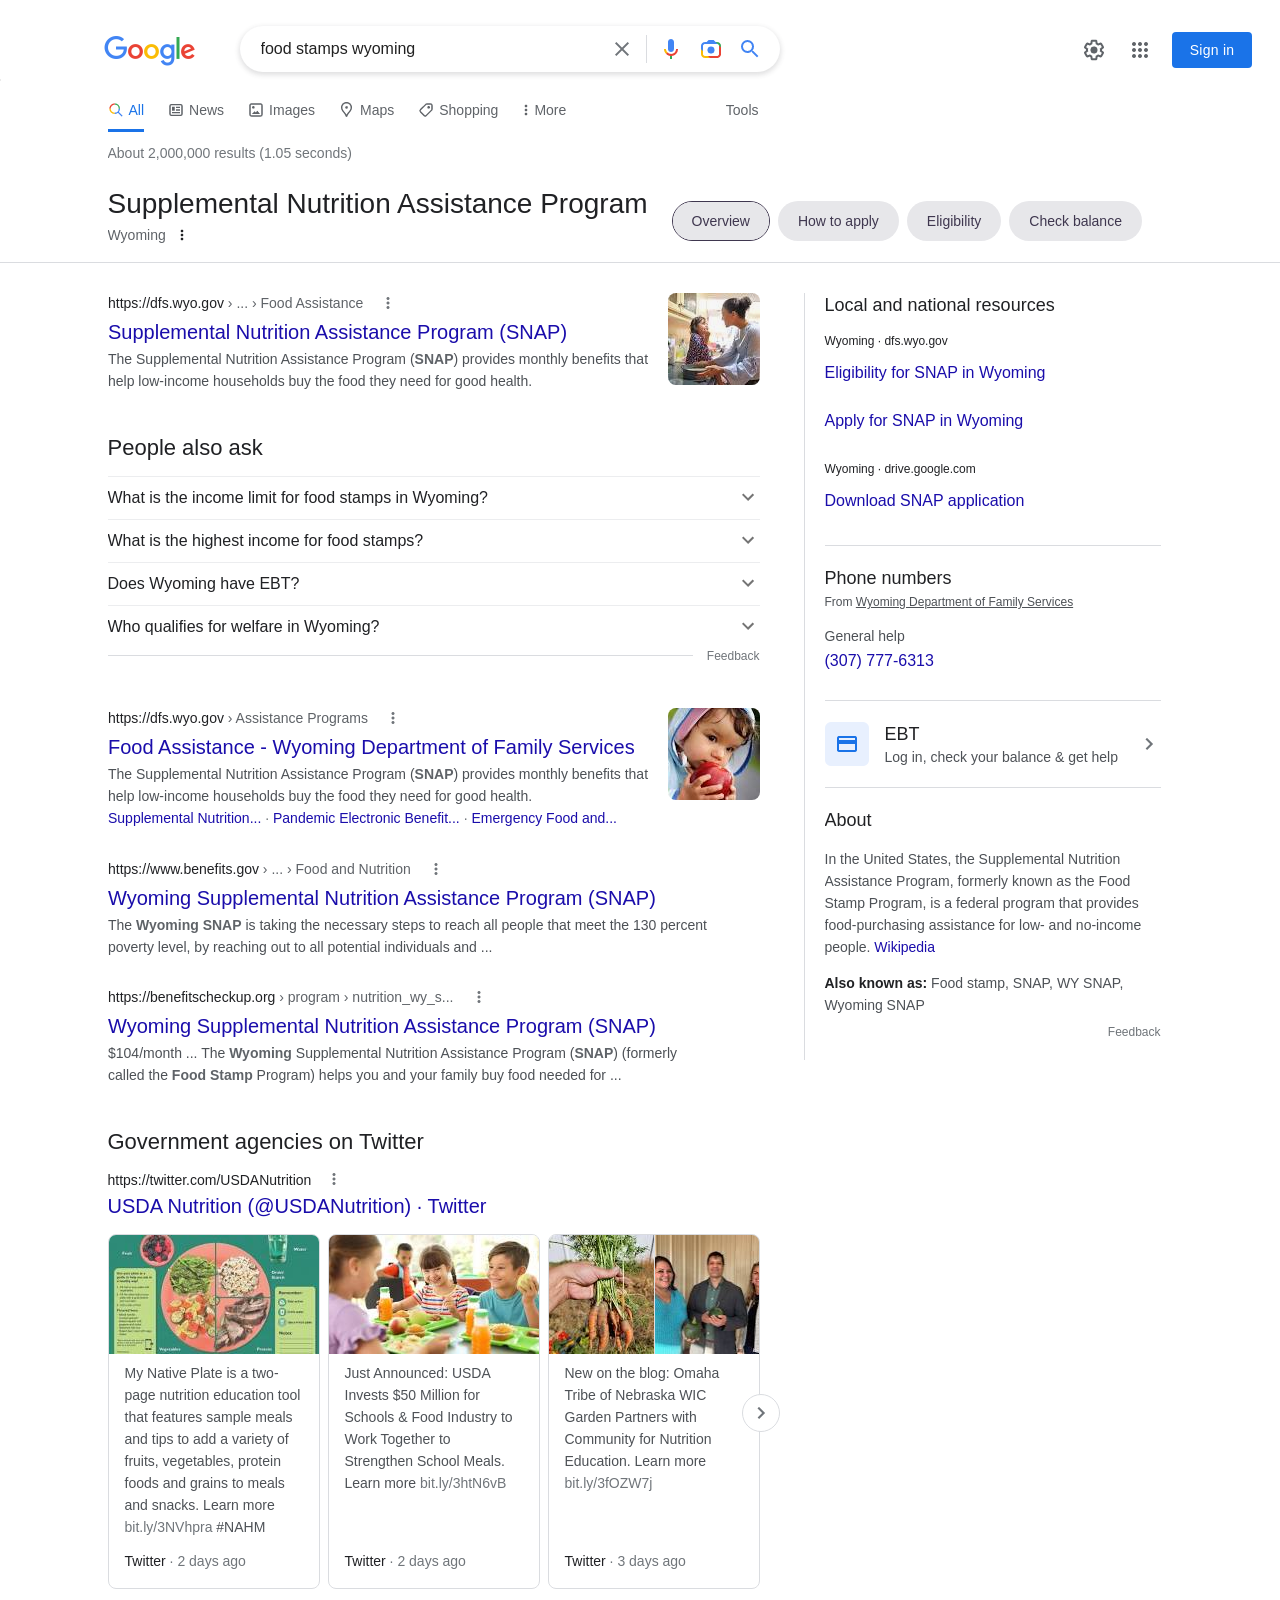 Google
food stamps wyoming
Sign in
All
News
Images
Maps
Shopping
More
Tools
About 2,000,000 results (1.05 seconds)
Supplemental Nutrition Assistance Program
Wyoming
Overview
How to apply
Eligibility
Check balance
https://dfs.wyo.gov › ... › Food Assistance
Supplemental Nutrition Assistance Program (SNAP)
The Supplemental Nutrition Assistance Program (SNAP) provides monthly benefits that
help low-income households buy the food they need for good health.
People also ask
What is the income limit for food stamps in Wyoming?
What is the highest income for food stamps?
Does Wyoming have EBT?
Who qualifies for welfare in Wyoming?
Feedback
https://dfs.wyo.gov › Assistance Programs
Food Assistance - Wyoming Department of Family Services
The Supplemental Nutrition Assistance Program (SNAP) provides monthly benefits that
help low-income households buy the food they need for good health.
Supplemental Nutrition... · Pandemic Electronic Benefit... · Emergency Food and...
https://www.benefits.gov › ... › Food and Nutrition
Wyoming Supplemental Nutrition Assistance Program (SNAP)
The Wyoming SNAP is taking the necessary steps to reach all people that meet the 130 percent
poverty level, by reaching out to all potential individuals and ...
https://benefitscheckup.org › program › nutrition_wy_s...
Wyoming Supplemental Nutrition Assistance Program (SNAP)
$104/month ... The Wyoming Supplemental Nutrition Assistance Program (SNAP) (formerly
called the Food Stamp Program) helps you and your family buy food needed for ...
Government agencies on Twitter
https://twitter.com/USDANutrition
USDA Nutrition (@USDANutrition) · Twitter
Fruit
Water
Grain/
Starch
Remember:
Notes:
Vegetables
Protein
My Native Plate is a two-
page nutrition education tool
that features sample meals
and tips to add a variety of
fruits, vegetables, protein
foods and grains to meals
and snacks. Learn more
bit.ly/3NVhpra #NAHM
Twitter · 2 days ago
Just Announced: USDA
Invests $50 Million for
Schools & Food Industry to
Work Together to
Strengthen School Meals.
Learn more bit.ly/3htN6vB
Twitter · 2 days ago
New on the blog: Omaha
Tribe of Nebraska WIC
Garden Partners with
Community for Nutrition
Education. Learn more
bit.ly/3fOZW7j
Twitter · 3 days ago
Local and national resources
Wyoming · dfs.wyo.gov
Eligibility for SNAP in Wyoming
Apply for SNAP in Wyoming
Wyoming · drive.google.com
Download SNAP application
Phone numbers
From Wyoming Department of Family Services
General help
(307) 777-6313
EBT
Log in, check your balance & get help
About
In the United States, the Supplemental Nutrition
Assistance Program, formerly known as the Food
Stamp Program, is a federal program that provides
food-purchasing assistance for low- and no-income
people. Wikipedia
Also known as: Food stamp, SNAP, WY SNAP,
Wyoming SNAP
Feedback